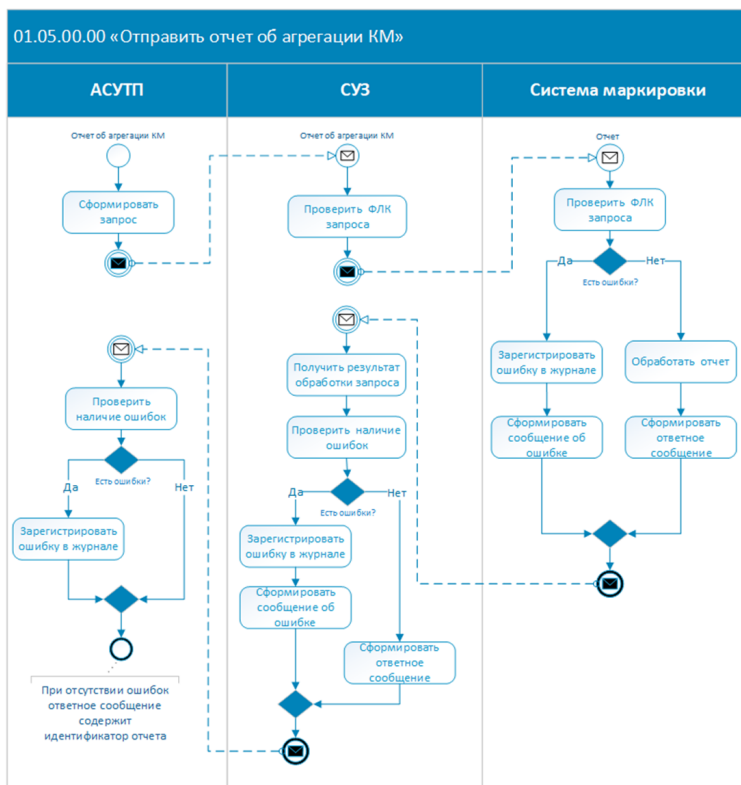 01.05.00.00 «Отправить отчет об агрегации КМ»
АСУТП
СУЗ
Система маркировки
Отчет об агрегации КМ
Сформировать
запрос
Проверить
наличие ошибок
Есть ошибки?
Да
Нет
Зарегистрировать
ошибку в журнале
При отсутствии ошибок
ответное сообщение
содержит
идентификатор отчета
Отчет об агрегации КМ
Проверить ФЛК
запроса
Получить результат
обработки запроса
Проверить наличие
ошибок
Да
Нет
Есть ошибки?
Зарегистрировать
ошибку в журнале
Сформировать
сообщение об
ошибке
Сформировать
ответное
сообщение
Отчет
Проверить ФЛК
запроса
Да
Нет
Есть ошибки?
Зарегистрировать
ошибку в журнале
Обработать отчет
Сформировать
сообщение об
ошибке
Сформировать
ответное
сообщение